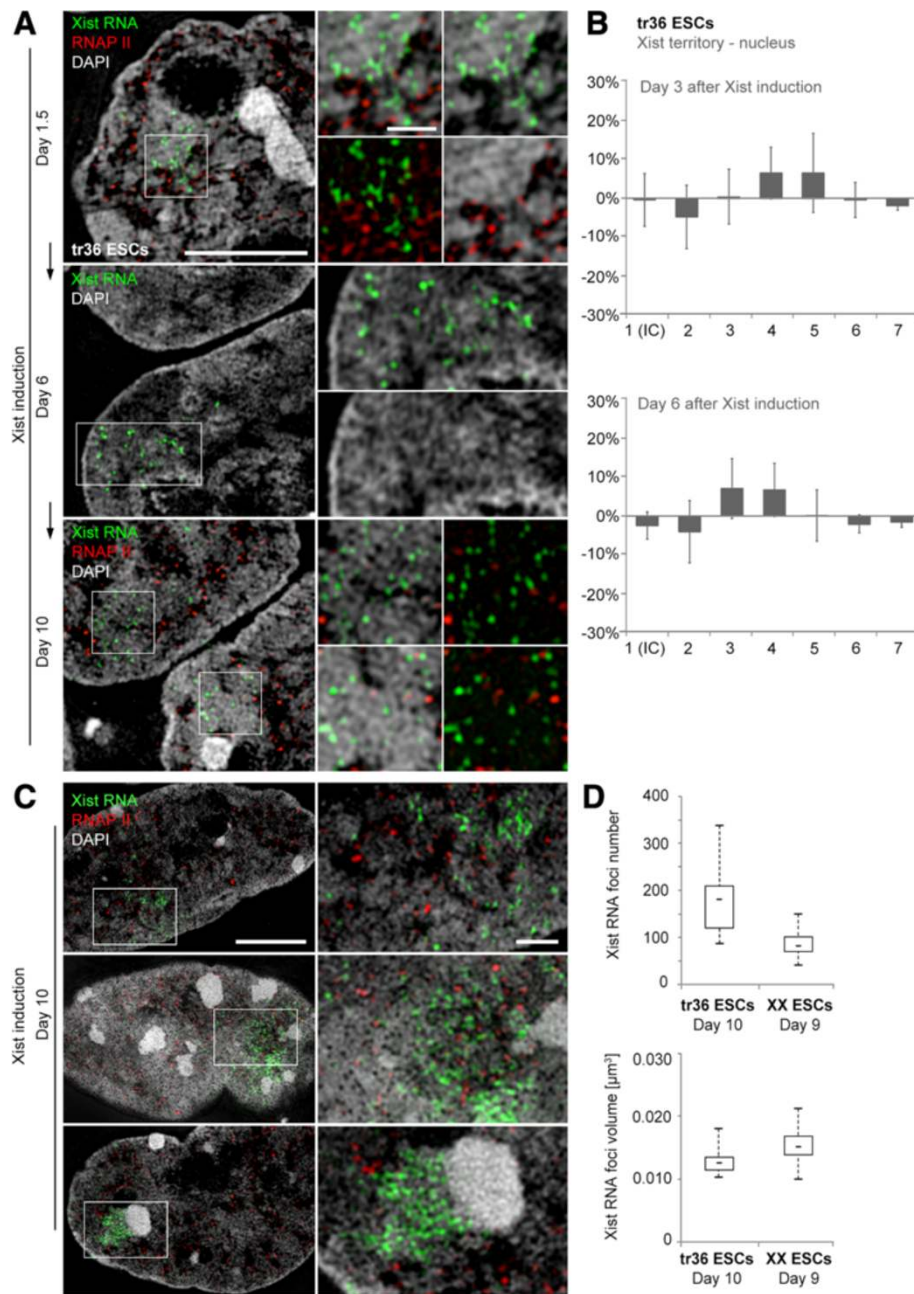 A
Xist RNA
RNAP II
DAPI
tr36 ESCs
Day 1.5
Xist induction
Xist RNA
DAPI
Day 6
Xist RNA
RNAP II
DAPI
Day 10
B
tr36 ESCs
Xist territory - nucleus
30%
Day 3 after Xist induction
20%
10%
0%
-10%
-20%
-30%
1 (IC) 2 3 4 5 6 7
30%
Day 6 after Xist induction
20%
10%
0%
-10%
-20%
-30%
1 (IC) 2 3 4 5 6 7
C
Xist RNA
RNAP II
DAPI
Xist induction
Day 10
D
Xist RNA foci number
400
300
200
100
0
tr36 ESCs XX ESCs
Day 10 Day 9
Xist RNA foci volume [µm³]
0.030
0.020
0.010
0
tr36 ESCs XX ESCs
Day 10 Day 9